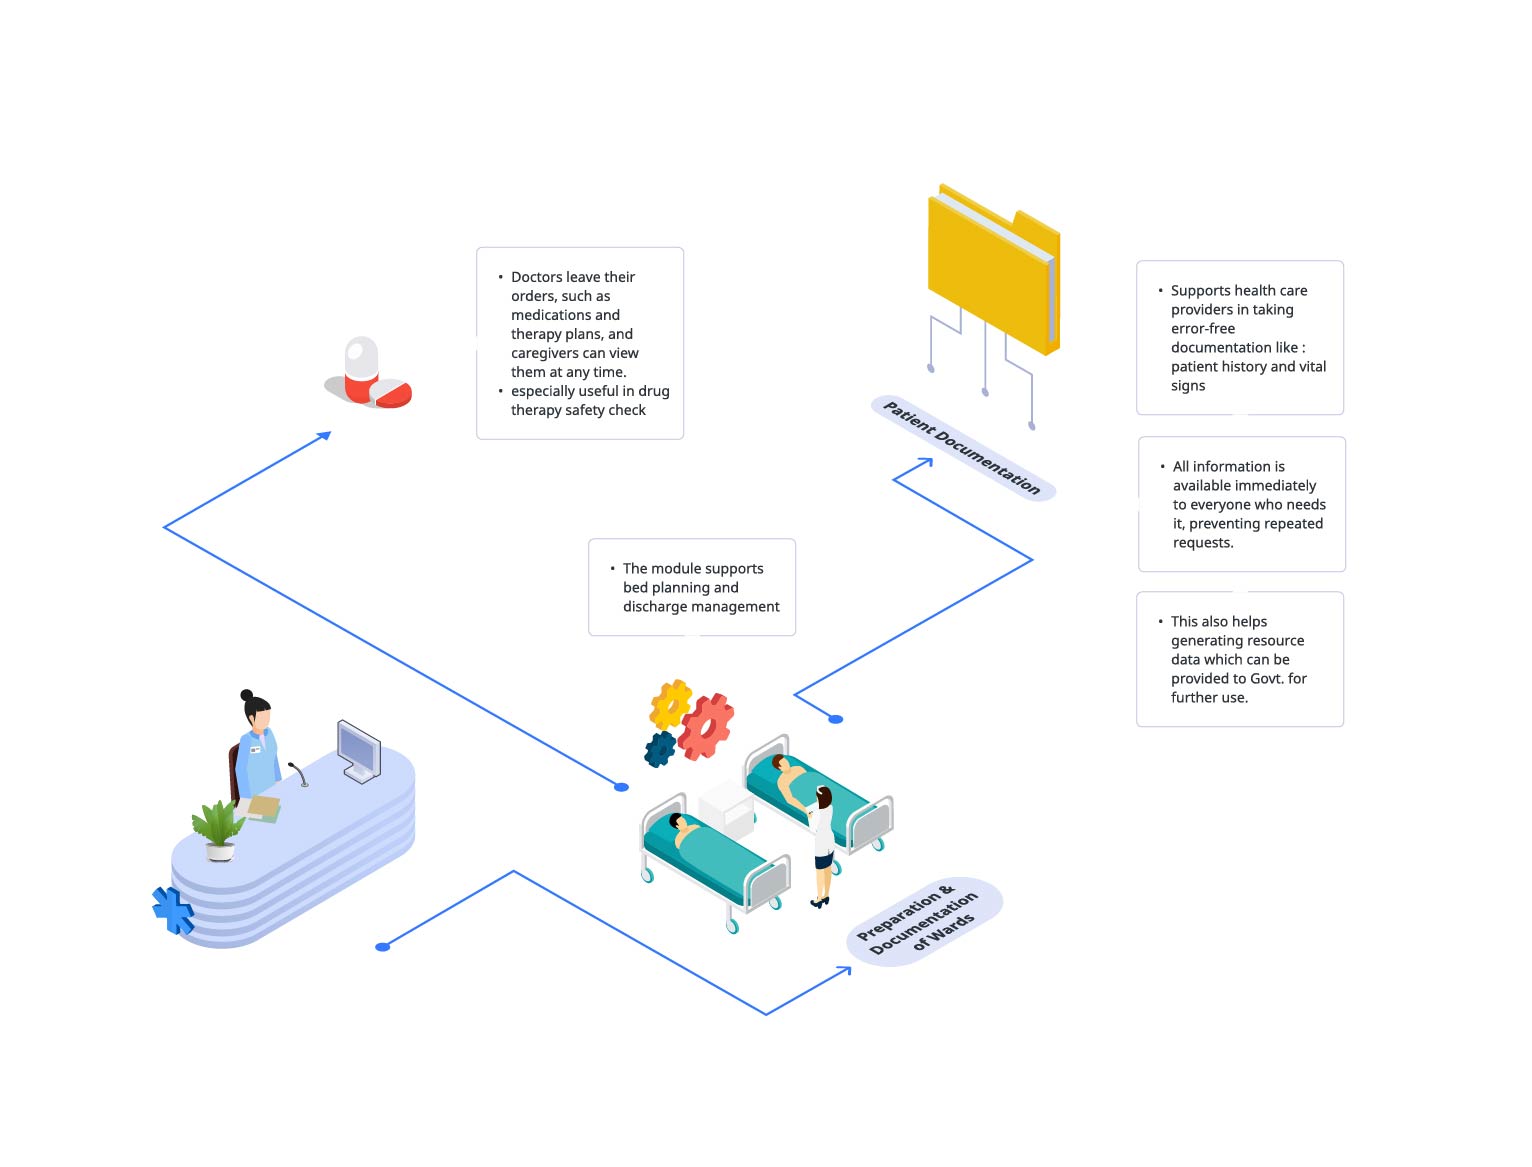 • Doctors leave their
orders, such as
medications and
therapy plans, and
caregivers can view
them at any time.
• especially useful in drug
therapy safety check
Patient Documentation
• Supports health care
providers in taking
error-free
documentation like :
patient history and vital
signs
• All information is
available immediately
to everyone who needs
it, preventing repeated
requests.
• This also helps
generating resource
data which can be
provided to Govt. for
further use.
• The module supports
bed planning and
discharge management
Preparation &
Documentation
of Wards